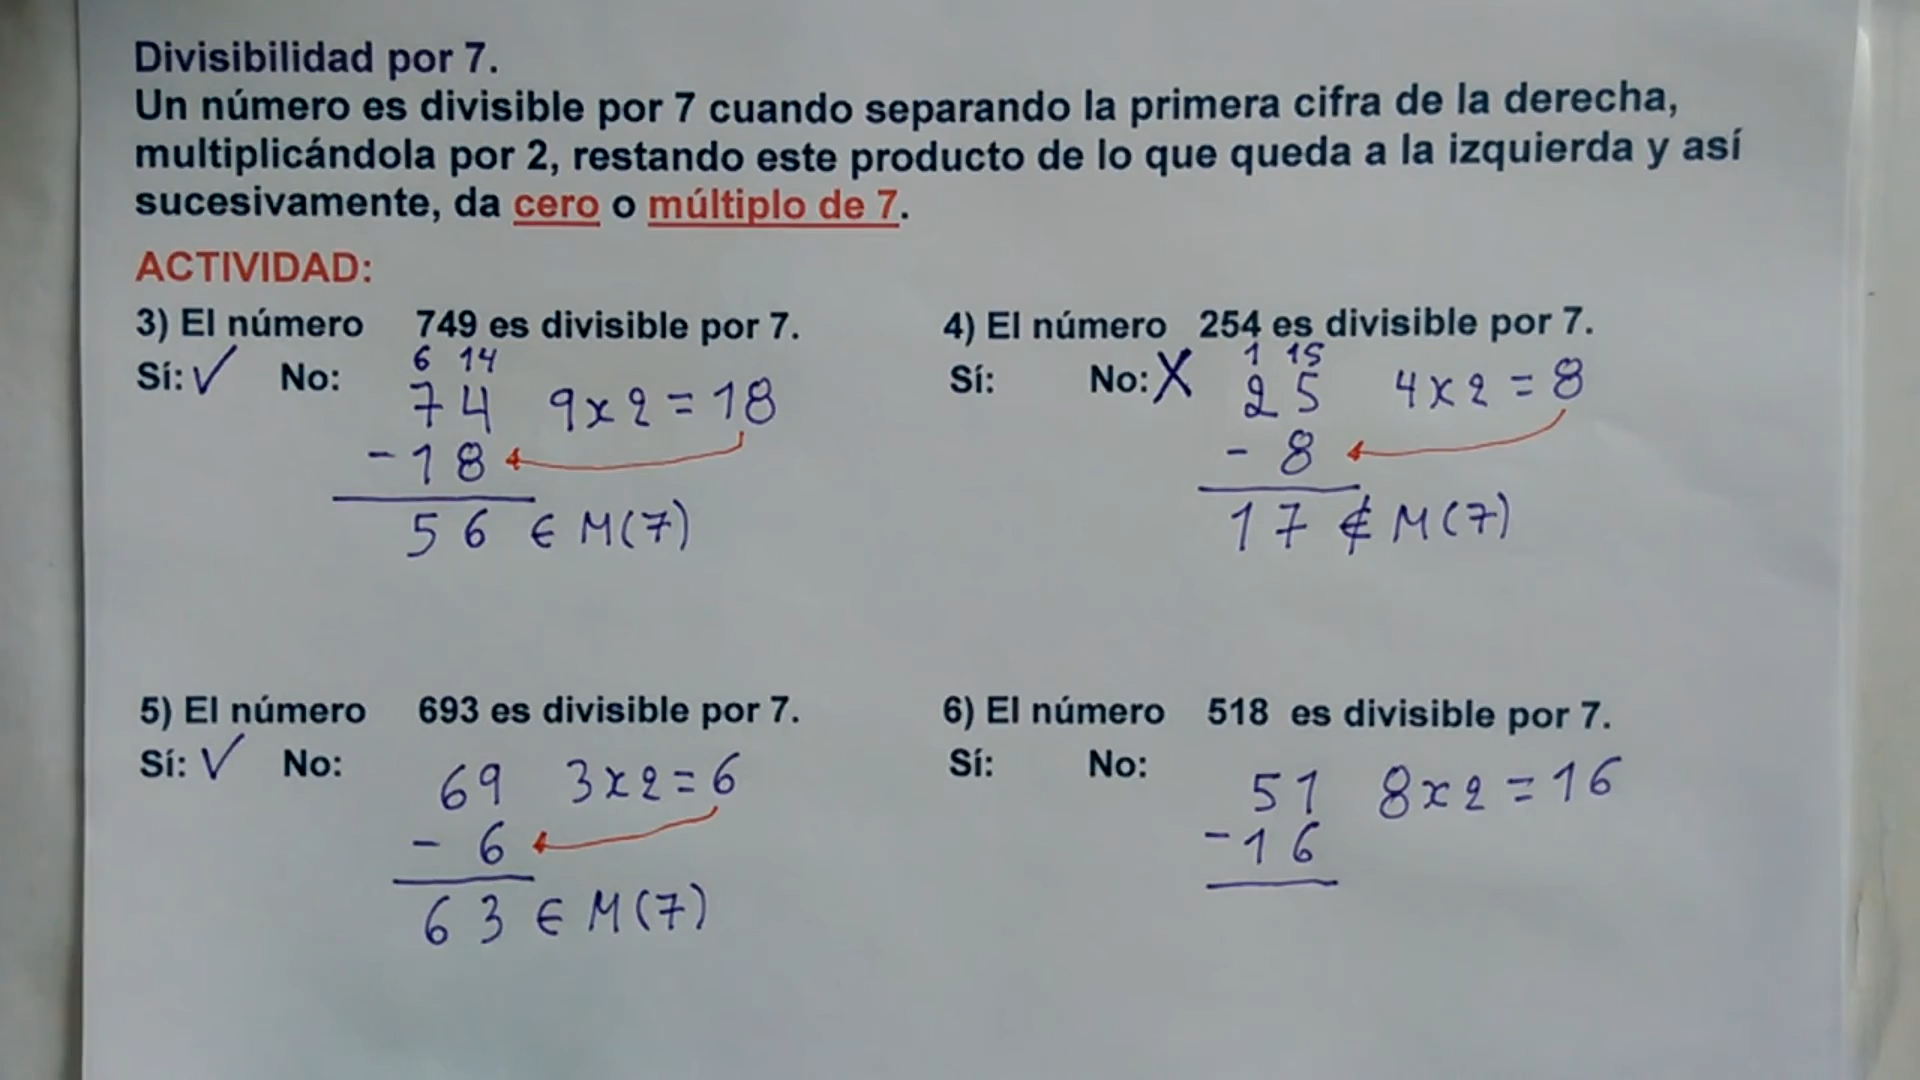 Divisibilidad por 7.
Un número es divisible por 7 cuando separando la primera cifra de la derecha,
multiplicándola por 2, restando este producto de lo que queda a la izquierda y así
sucesivamente, da cero o múltiplo de 7.
ACTIVIDAD:
3) El número 749 es divisible por 7.
Sí: ✓ No:
6 14
74 9x2=18
-18
56 ∈ M(7)
4) El número 254 es divisible por 7.
Sí: No: X
1 15
25 4x2=8
- 8
17 ∉ M(7)
5) El número 693 es divisible por 7.
Sí: ✓ No:
69 3x2=6
- 6
63 ∈ M(7)
6) El número 518 es divisible por 7.
Sí: No:
51 8x2=16
-16